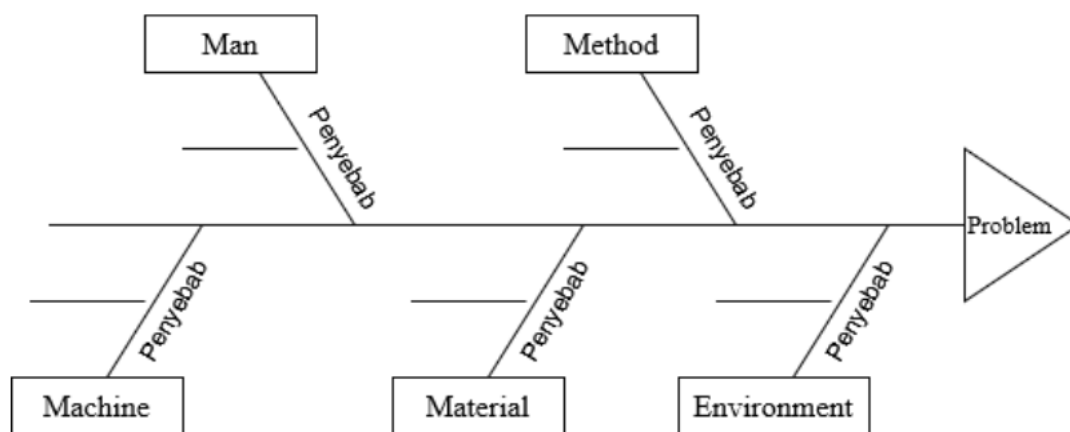 Man
Method
Penyebab
Penyebab
Problem
Penyebab
Penyebab
Penyebab
Machine
Material
Environment